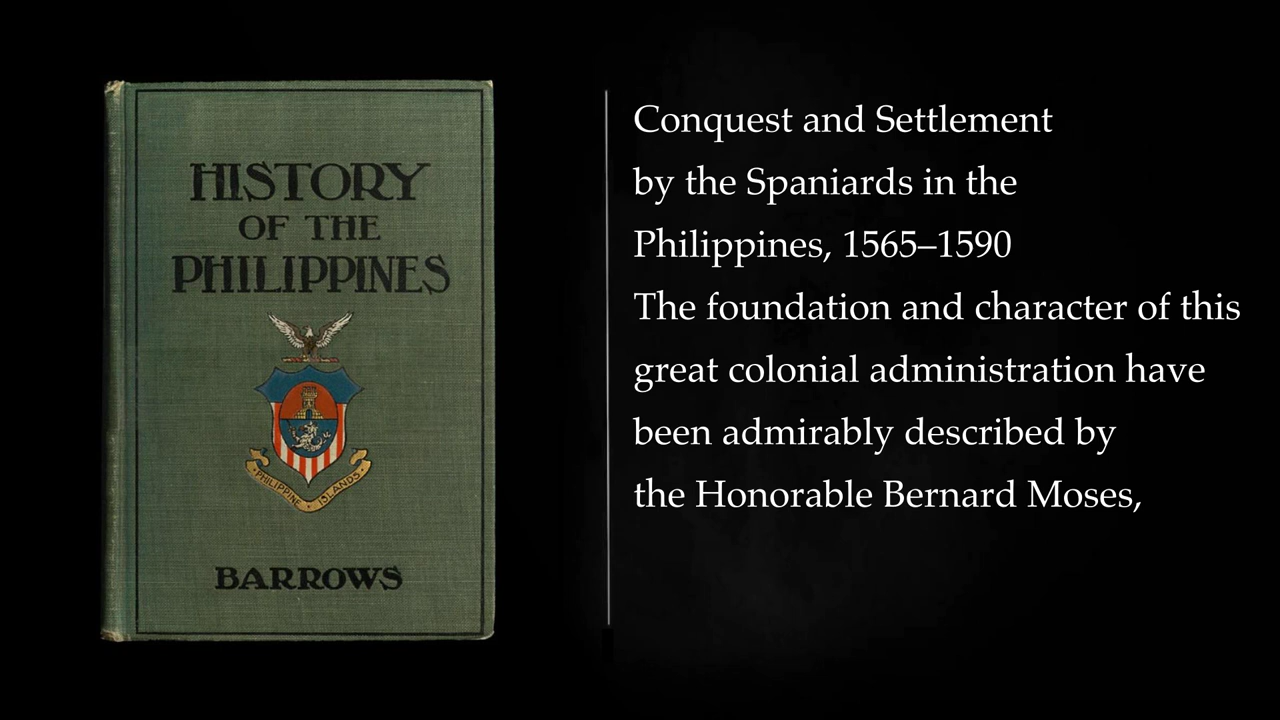 HISTORY
OF THE
PHILIPPINES
PHILIPPINE ISLANDS
BARROWS
Conquest and Settlement
by the Spaniards in the
Philippines, 1565–1590
The foundation and character of this
great colonial administration have
been admirably described by
the Honorable Bernard Moses,